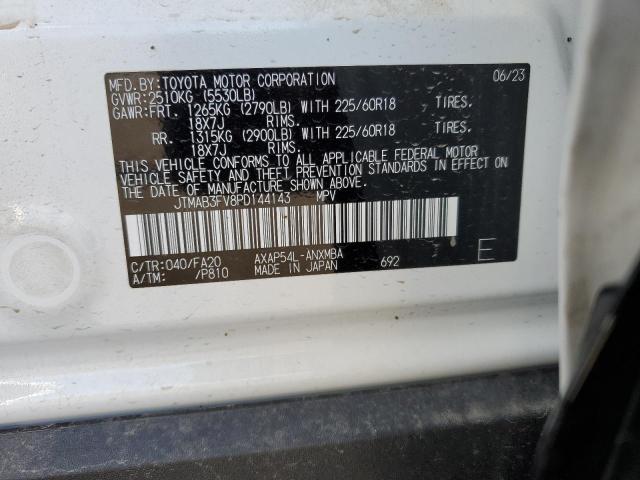 MFD. BY: TOYOTA MOTOR CORPORATION 06/23
GVWR: 2510KG (5530LB)
GAWR: FRT. 1265KG (2790LB) WITH 225/60R18 TIRES.
18X7J RIMS.
RR. 1315KG (2900LB) WITH 225/60R18 TIRES.
18X7J RIMS.
THIS VEHICLE CONFORMS TO ALL APPLICABLE FEDERAL MOTOR
VEHICLE SAFETY AND THEFT PREVENTION STANDARDS IN EFFECT ON
THE DATE OF MANUFACTURE SHOWN ABOVE.
JTMAB3FV8PD144143 MPV
C/TR: 040/FA20 AXAP54L-ANXMBA 692 E
A/TM: /P810 MADE IN JAPAN